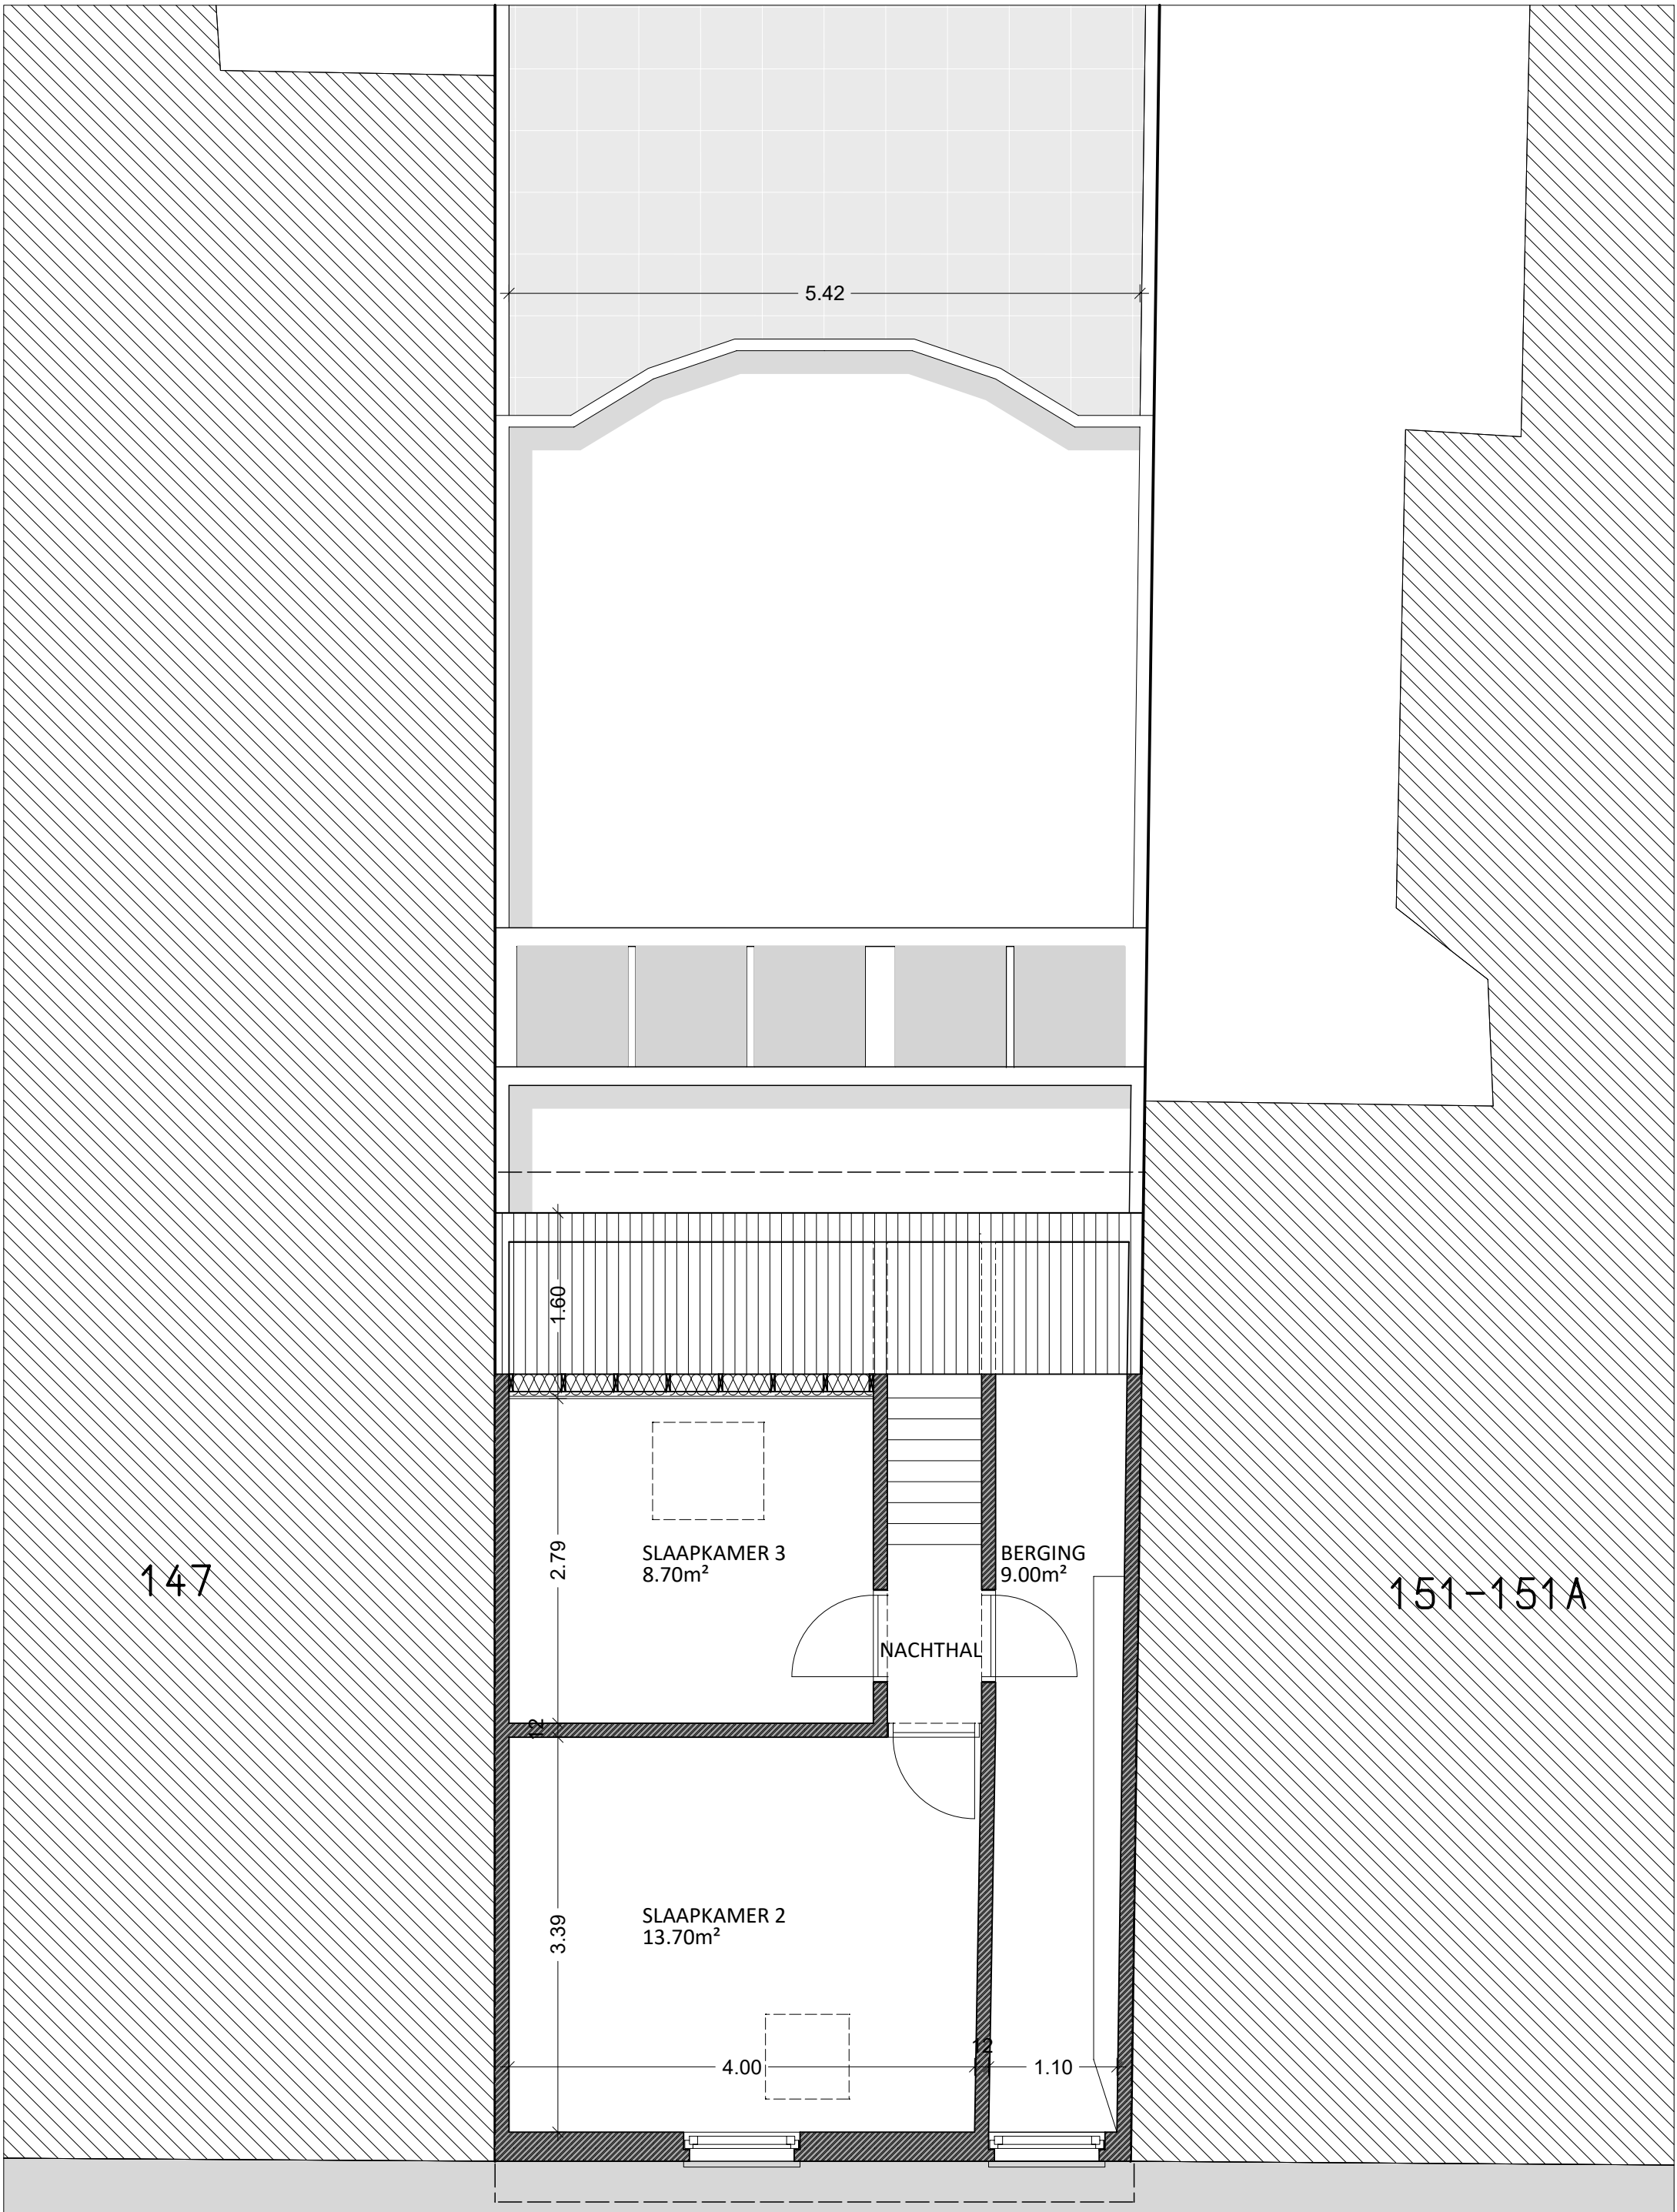 5.42
1.60
2.79
SLAAPKAMER 3
8.70m²
BERGING
9.00m²
147
151-151A
NACHTHAL
12
3.39
SLAAPKAMER 2
13.70m²
12
4.00
1.10